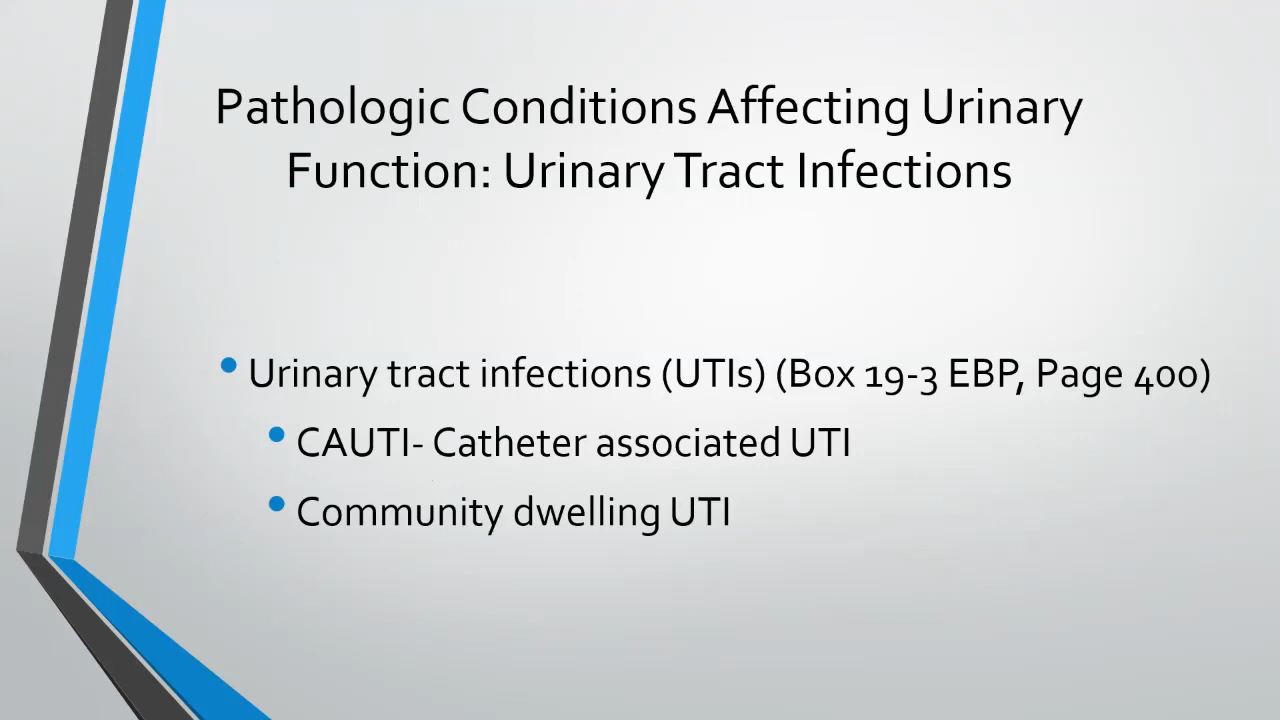 Pathologic Conditions Affecting Urinary
Function: Urinary Tract Infections
• Urinary tract infections (UTIs) (Box 19-3 EBP, Page 400)
• CAUTI- Catheter associated UTI
• Community dwelling UTI